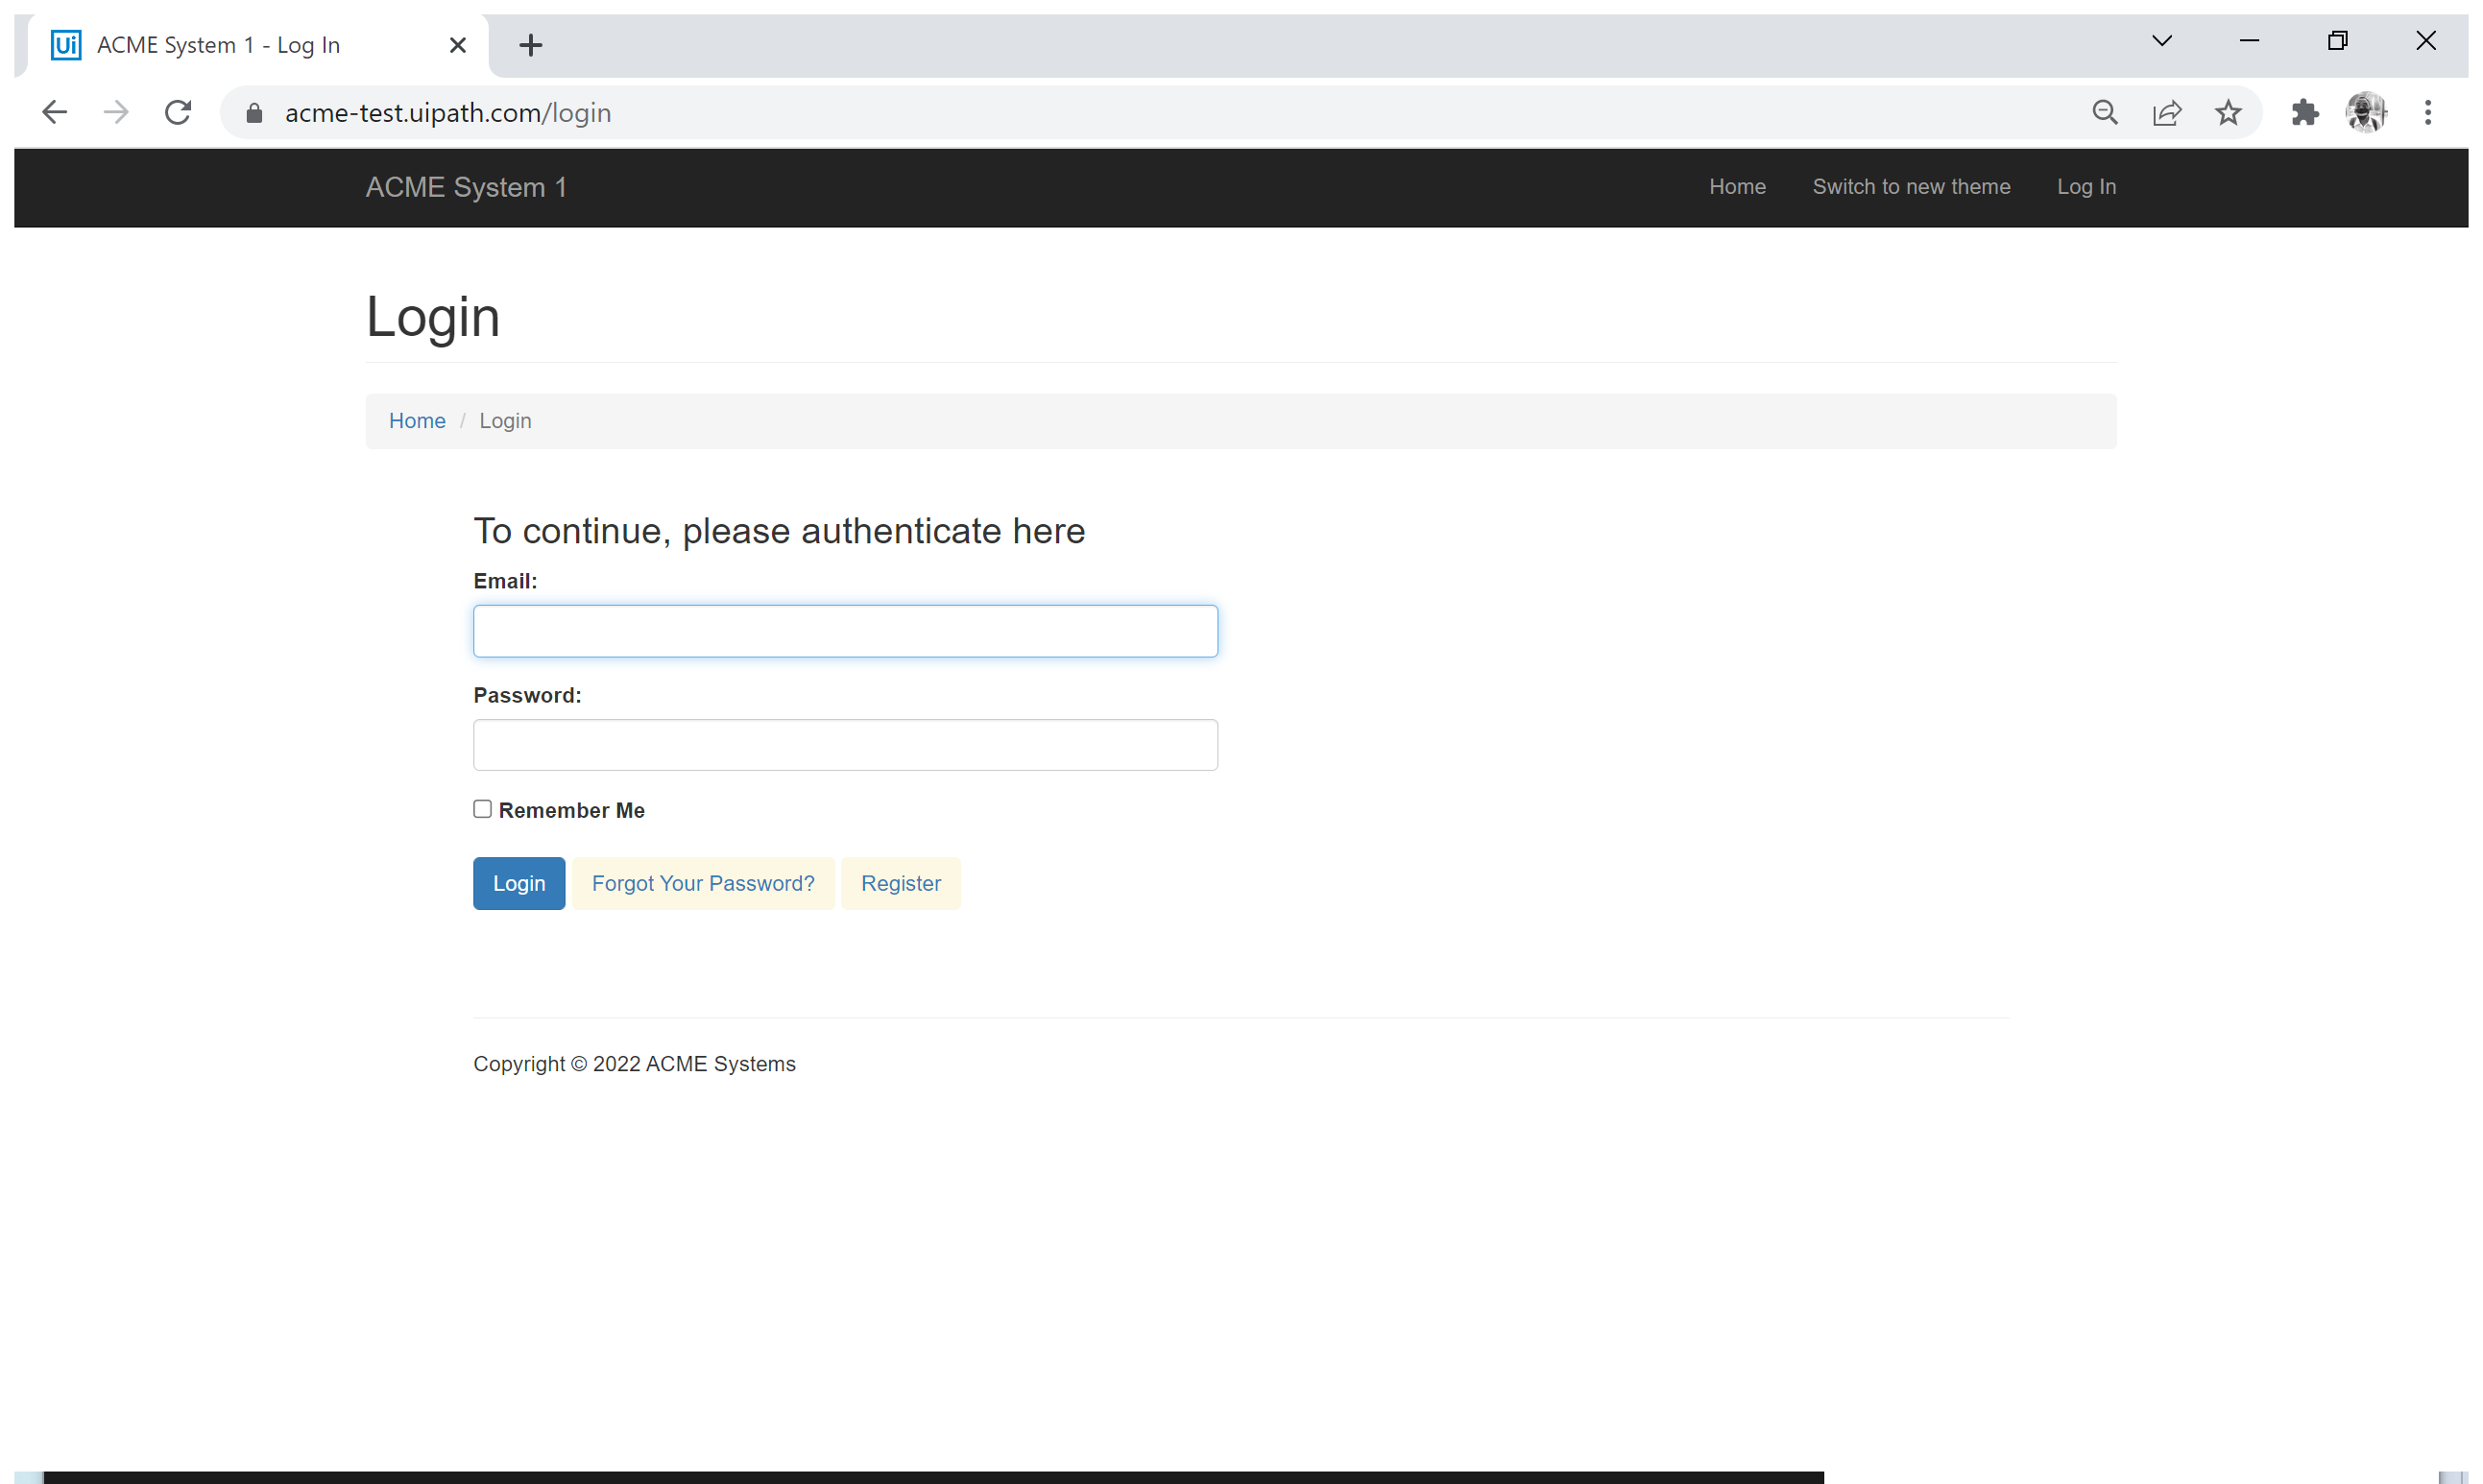 Ui ACME System 1 - Log In
acme-test.uipath.com/login
ACME System 1 Home Switch to new theme Log In
Login
Home / Login
To continue, please authenticate here
Email:
Password:
Remember Me
Login Forgot Your Password? Register
Copyright © 2022 ACME Systems